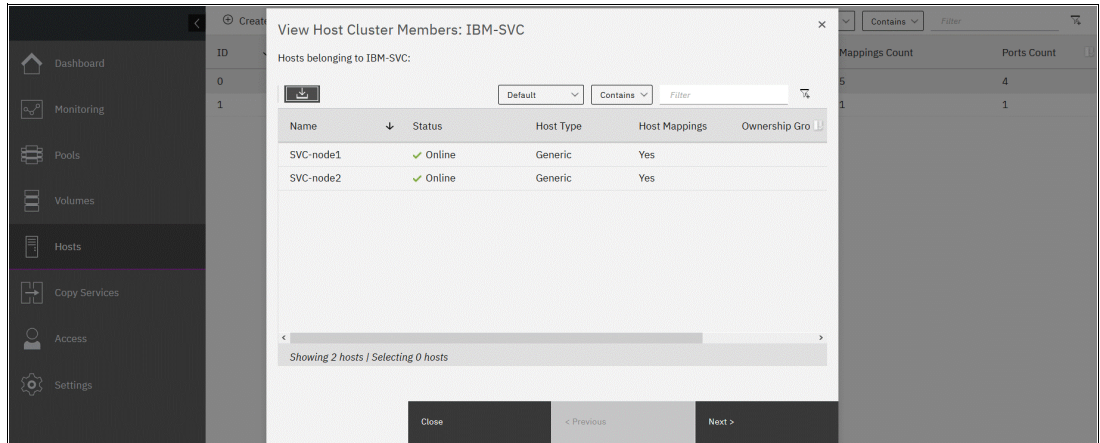 Create
Contains
Filter
ID
Mappings Count
Ports Count
0
5
4
1
1
1
Dashboard
Monitoring
Pools
Volumes
Hosts
Copy Services
Access
Settings
View Host Cluster Members: IBM-SVC
Hosts belonging to IBM-SVC:
Default
Contains
Filter
Name Status Host Type Host Mappings Ownership Gro
SVC-node1 Online Generic Yes
SVC-node2 Online Generic Yes
Showing 2 hosts | Selecting 0 hosts
Close
< Previous
Next >